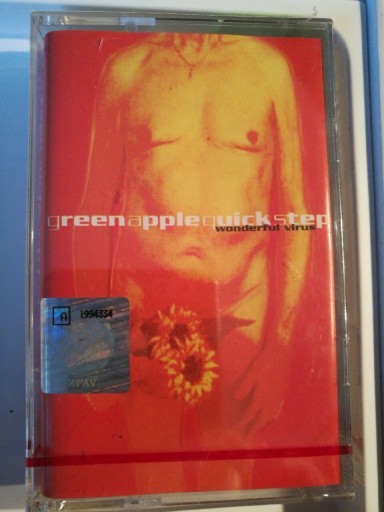 greenapplequickstep
wonderful virus
A 1994334
ZPAV